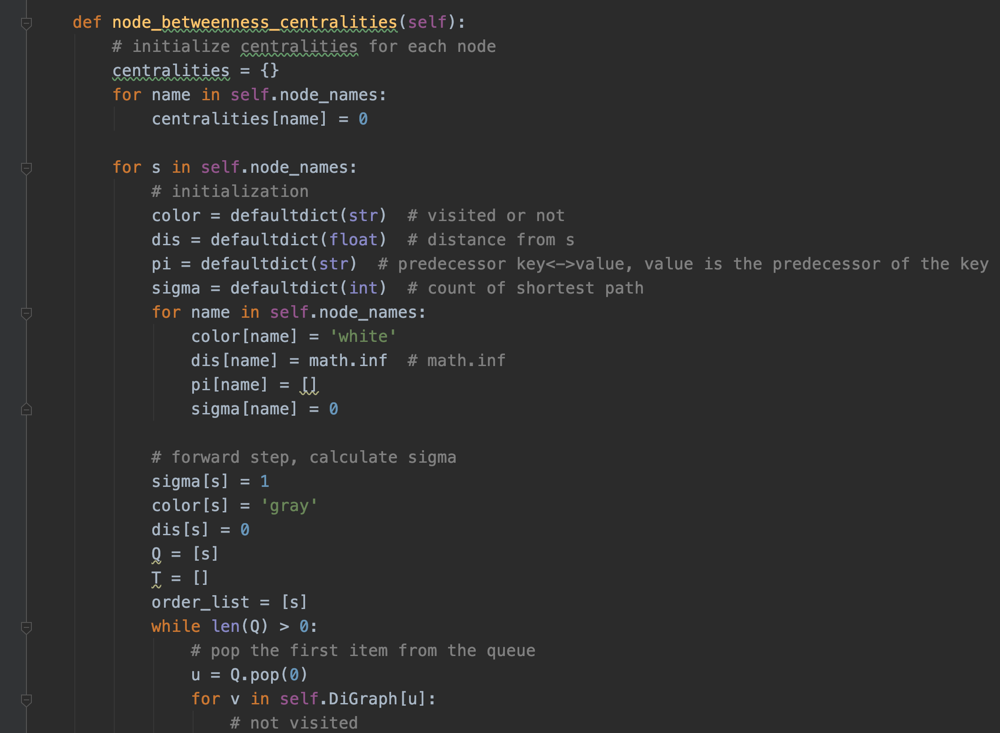 def node_betweenness_centralities(self):
    # initialize centralities for each node
    centralities = {}
    for name in self.node_names:
        centralities[name] = 0

    for s in self.node_names:
        # initialization
        color = defaultdict(str)  # visited or not
        dis = defaultdict(float)  # distance from s
        pi = defaultdict(str)  # predecessor key<->value, value is the predecessor of the key
        sigma = defaultdict(int)  # count of shortest path
        for name in self.node_names:
            color[name] = 'white'
            dis[name] = math.inf  # math.inf
            pi[name] = []
            sigma[name] = 0

        # forward step, calculate sigma
        sigma[s] = 1
        color[s] = 'gray'
        dis[s] = 0
        Q = [s]
        T = []
        order_list = [s]
        while len(Q) > 0:
            # pop the first item from the queue
            u = Q.pop(0)
            for v in self.DiGraph[u]:
                # not visited